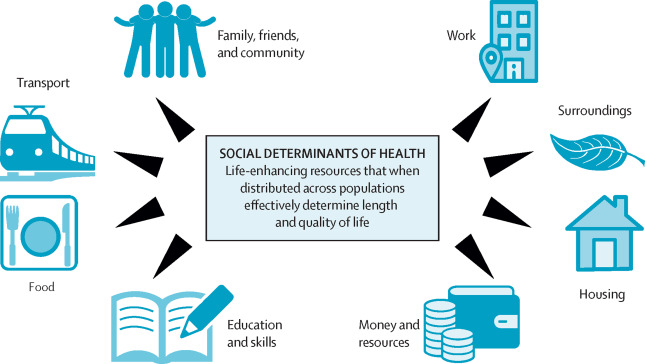 Family, friends,
and community
Work
Transport
Surroundings
SOCIAL DETERMINANTS OF HEALTH
Life-enhancing resources that when
distributed across populations
effectively determine length
and quality of life
Food
Housing
Education
and skills
Money and
resources